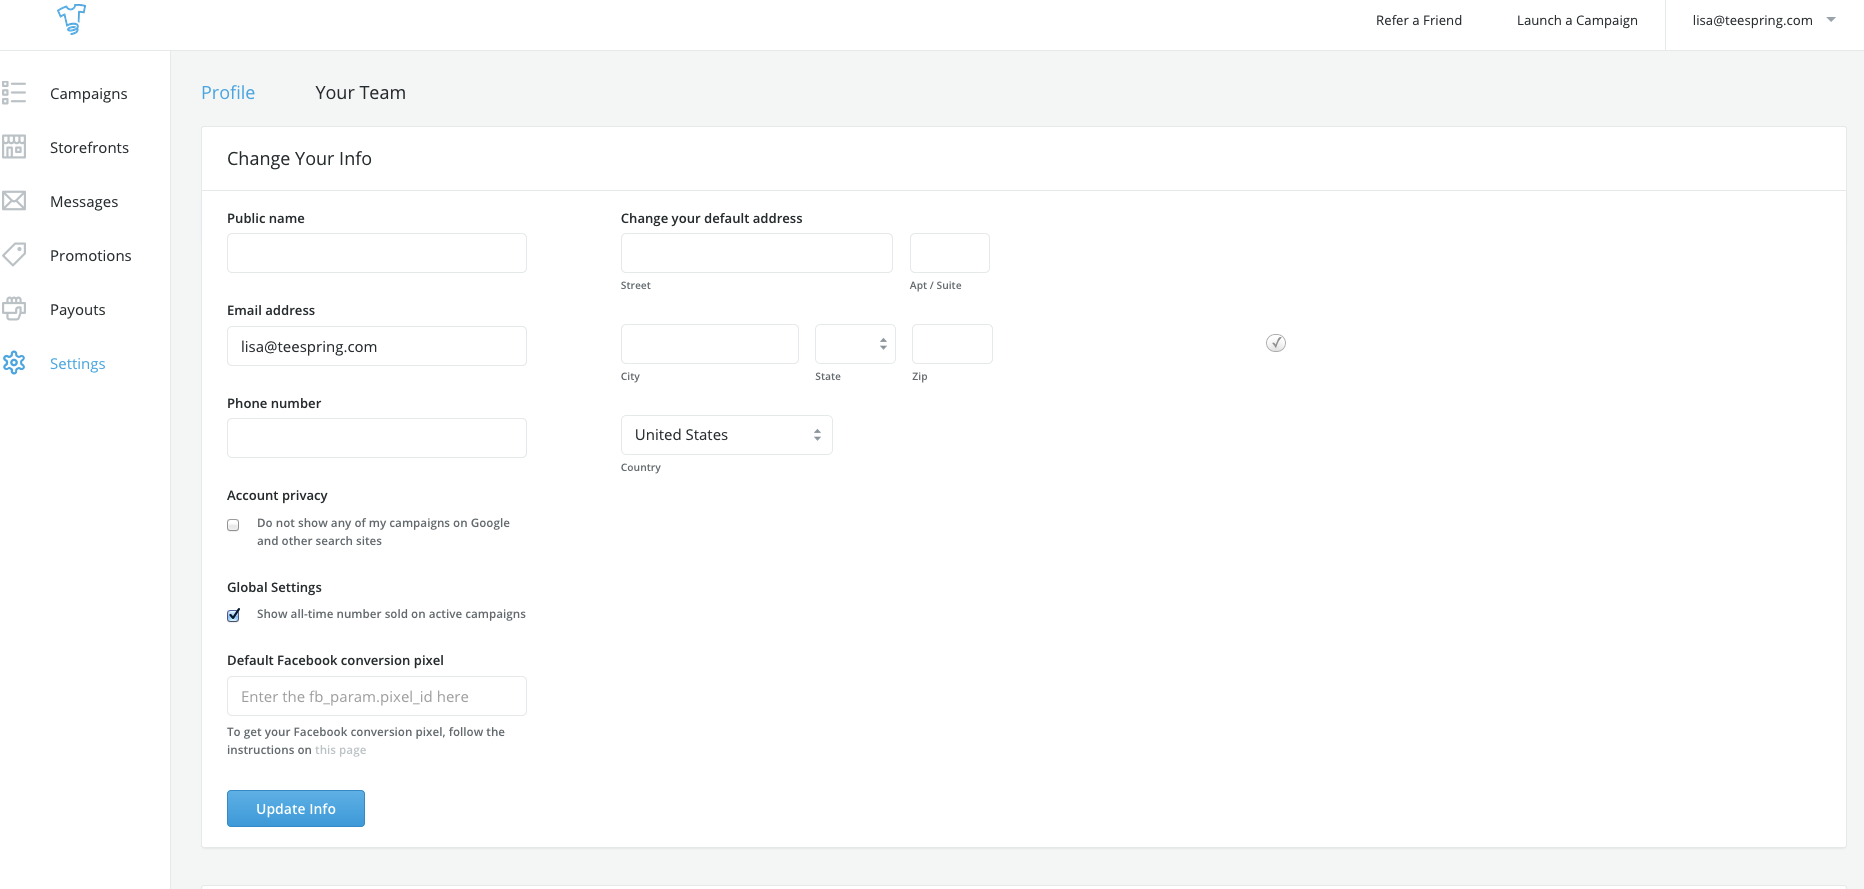 Refer a Friend
Launch a Campaign
lisa@teespring.com
Campaigns
Storefronts
Messages
Promotions
Payouts
Settings
Profile
Your Team
Change Your Info
Public name
Email address
lisa@teespring.com
Phone number
Account privacy
Do not show any of my campaigns on Google
and other search sites
Global Settings
Show all-time number sold on active campaigns
Default Facebook conversion pixel
Enter the fb_param.pixel_id here
To get your Facebook conversion pixel, follow the
instructions on this page
Update Info
Change your default address
Street
Apt / Suite
City
State
Zip
United States
Country